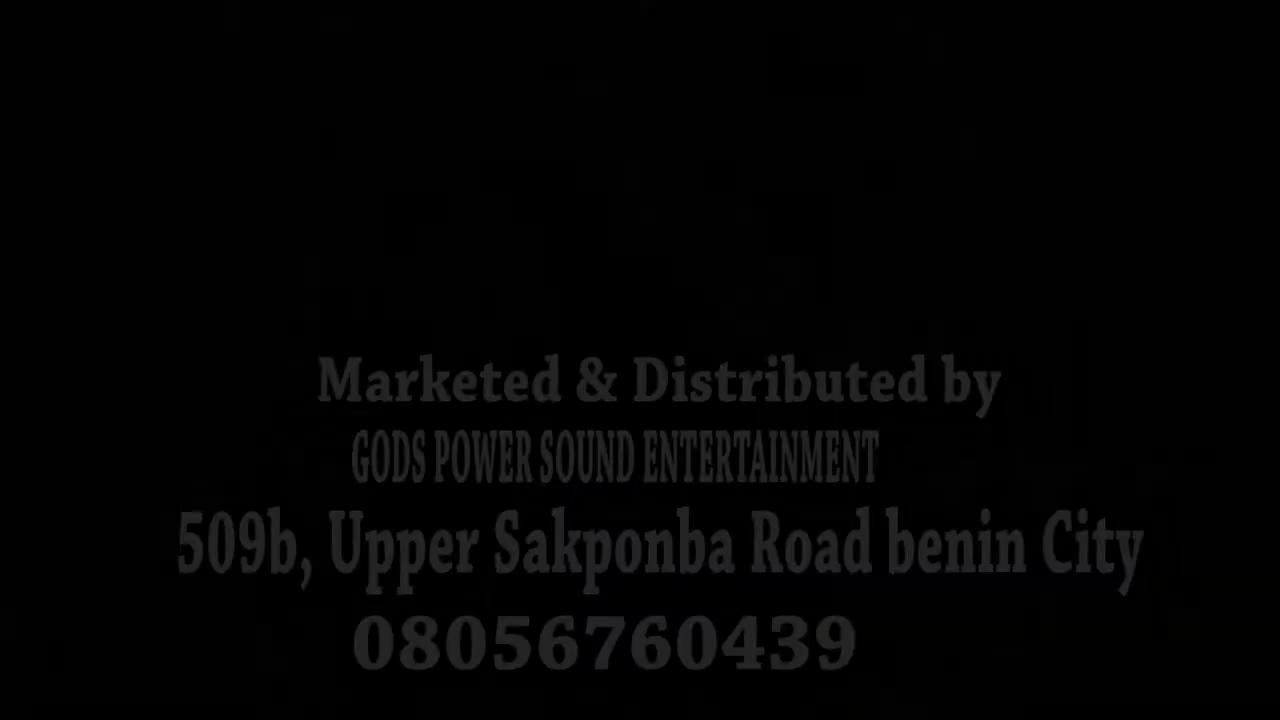 Marketed & Distributed by
GODS POWER SOUND ENTERTAINMENT
509b, Upper Sakponba Road benin City
08056760439